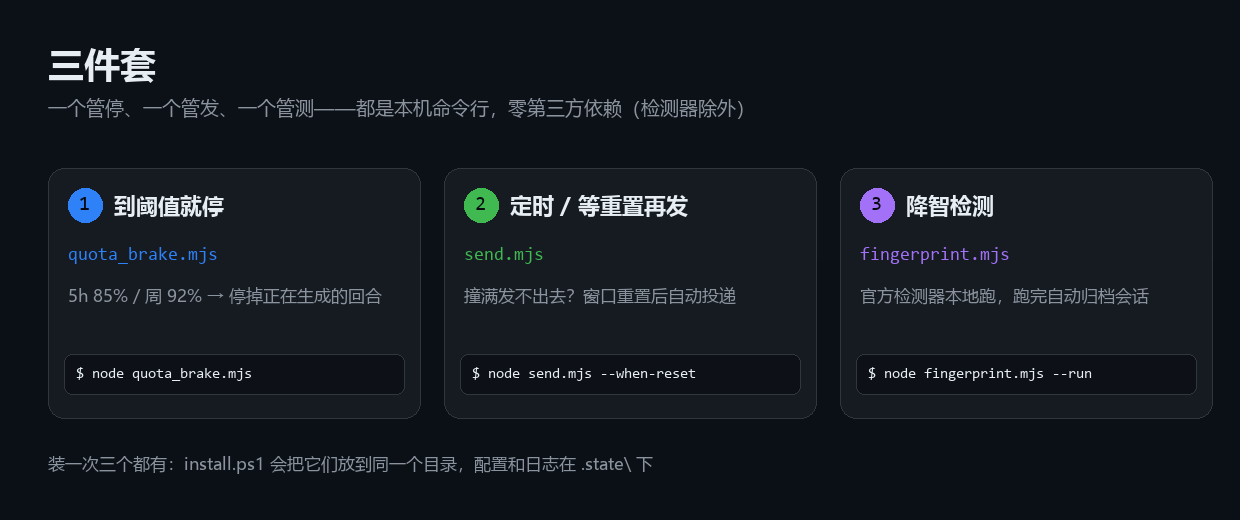 三件套
一个管停、一个管发、一个管测——都是本机命令行，零第三方依赖（检测器除外）
1 到阈值就停
quota_brake.mjs
5h 85% / 周 92% → 停掉正在生成的回合
$ node quota_brake.mjs
2 定时 / 等重置再发
send.mjs
撞满发不出去？窗口重置后自动投递
$ node send.mjs --when-reset
3 降智检测
fingerprint.mjs
官方检测器本地跑，跑完自动归档会话
$ node fingerprint.mjs --run
装一次三个都有：install.ps1 会把它们放到同一个目录，配置和日志在 .state\ 下